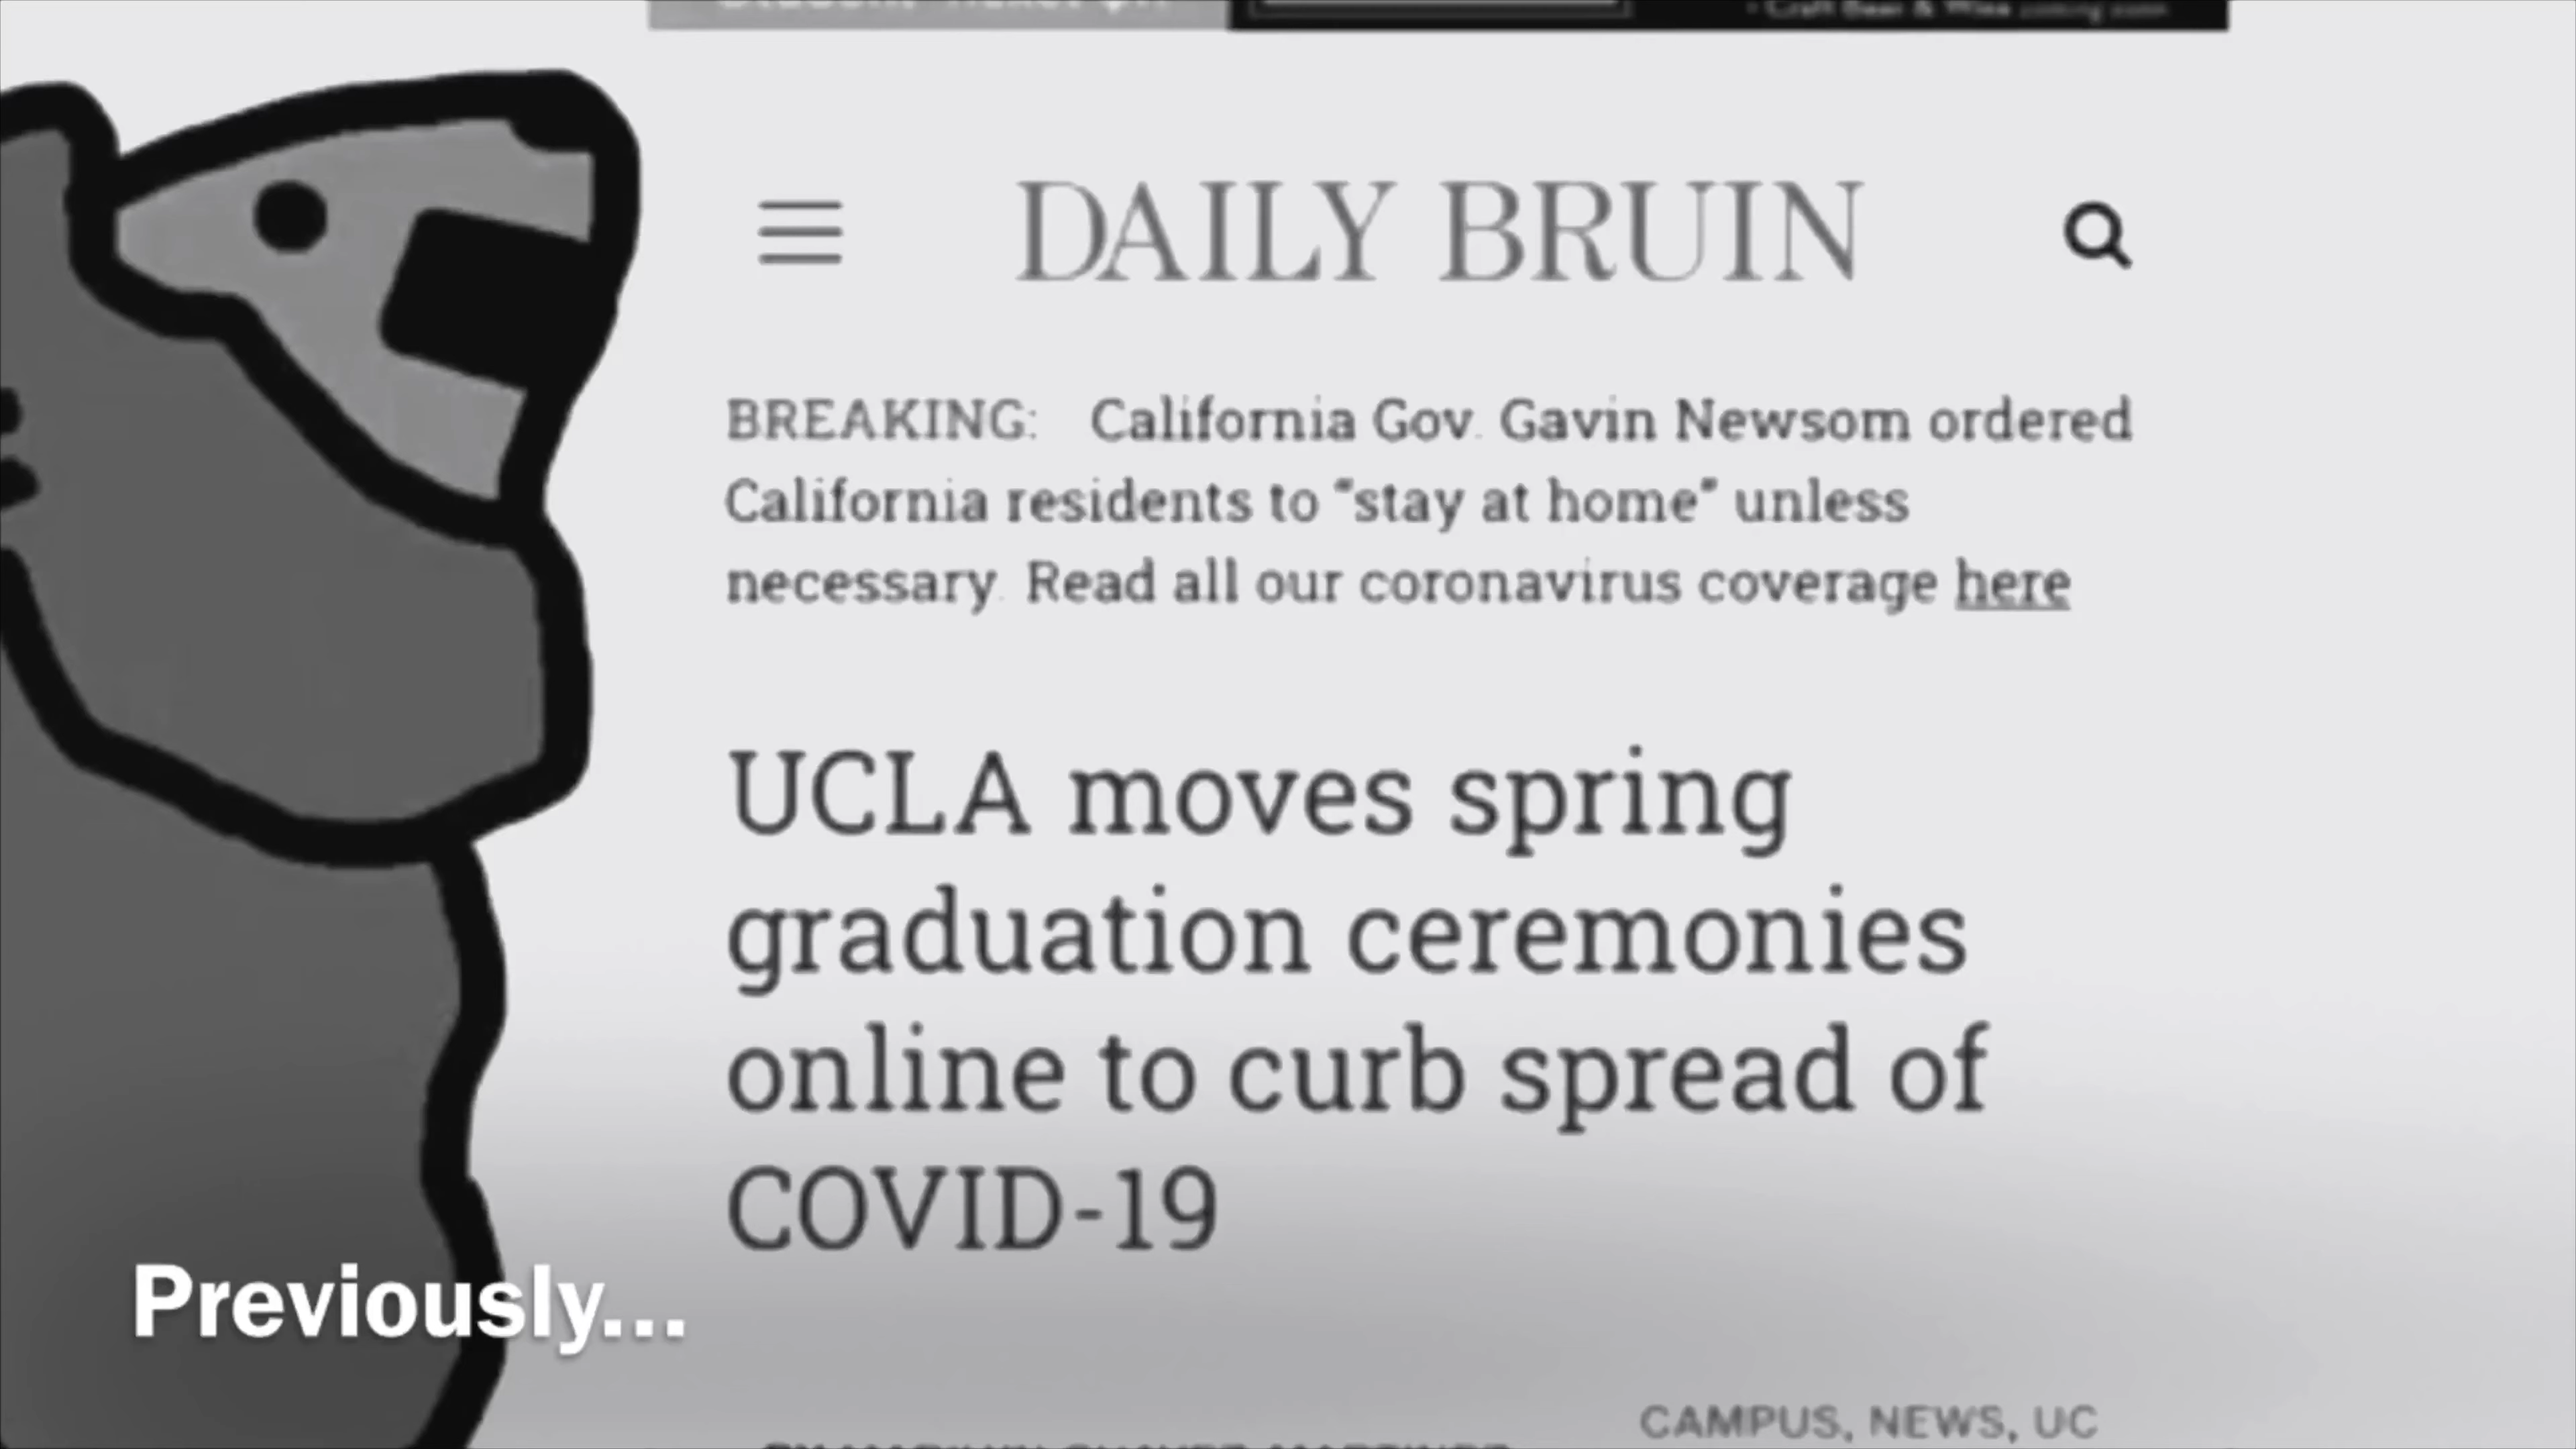 DAILY BRUIN
BREAKING: California Gov. Gavin Newsom ordered
California residents to “stay at home” unless
necessary. Read all our coronavirus coverage here
UCLA moves spring
graduation ceremonies
online to curb spread of
COVID-19
Previously...
CAMPUS, NEWS, UC